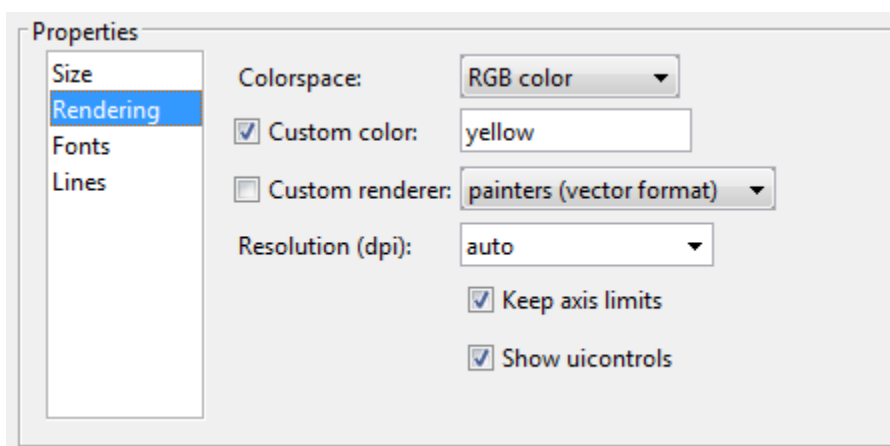 Properties
Size
Rendering
Fonts
Lines
Colorspace: RGB color
Custom color: yellow
Custom renderer: painters (vector format)
Resolution (dpi): auto
Keep axis limits
Show uicontrols